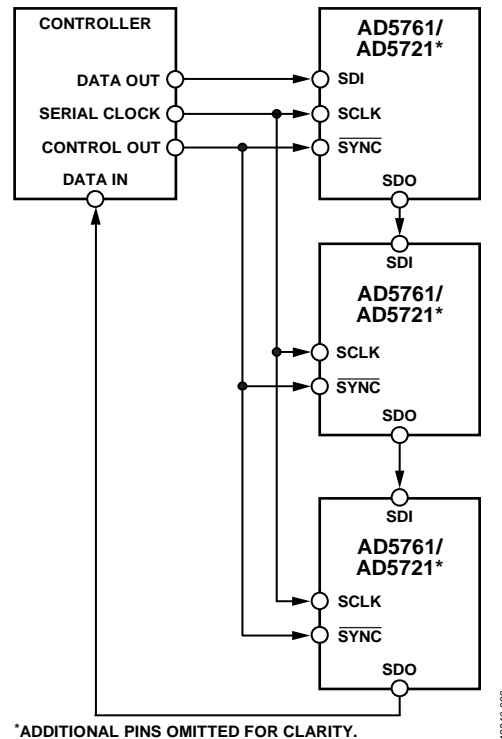 CONTROLLER
DATA OUT
SERIAL CLOCK
CONTROL OUT
DATA IN
AD5761/
AD5721*
SDI
SCLK
SYNC
SDO
SDI
AD5761/
AD5721*
SCLK
SYNC
SDO
SDI
AD5761/
AD5721*
SCLK
SYNC
SDO
*ADDITIONAL PINS OMITTED FOR CLARITY.